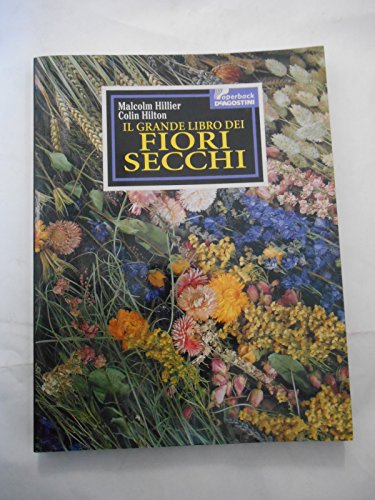 Malcolm Hillier
Colin Hilton
Paperback
DEAGOSTINI
IL GRANDE LIBRO DEI
FIORI
SECCHI